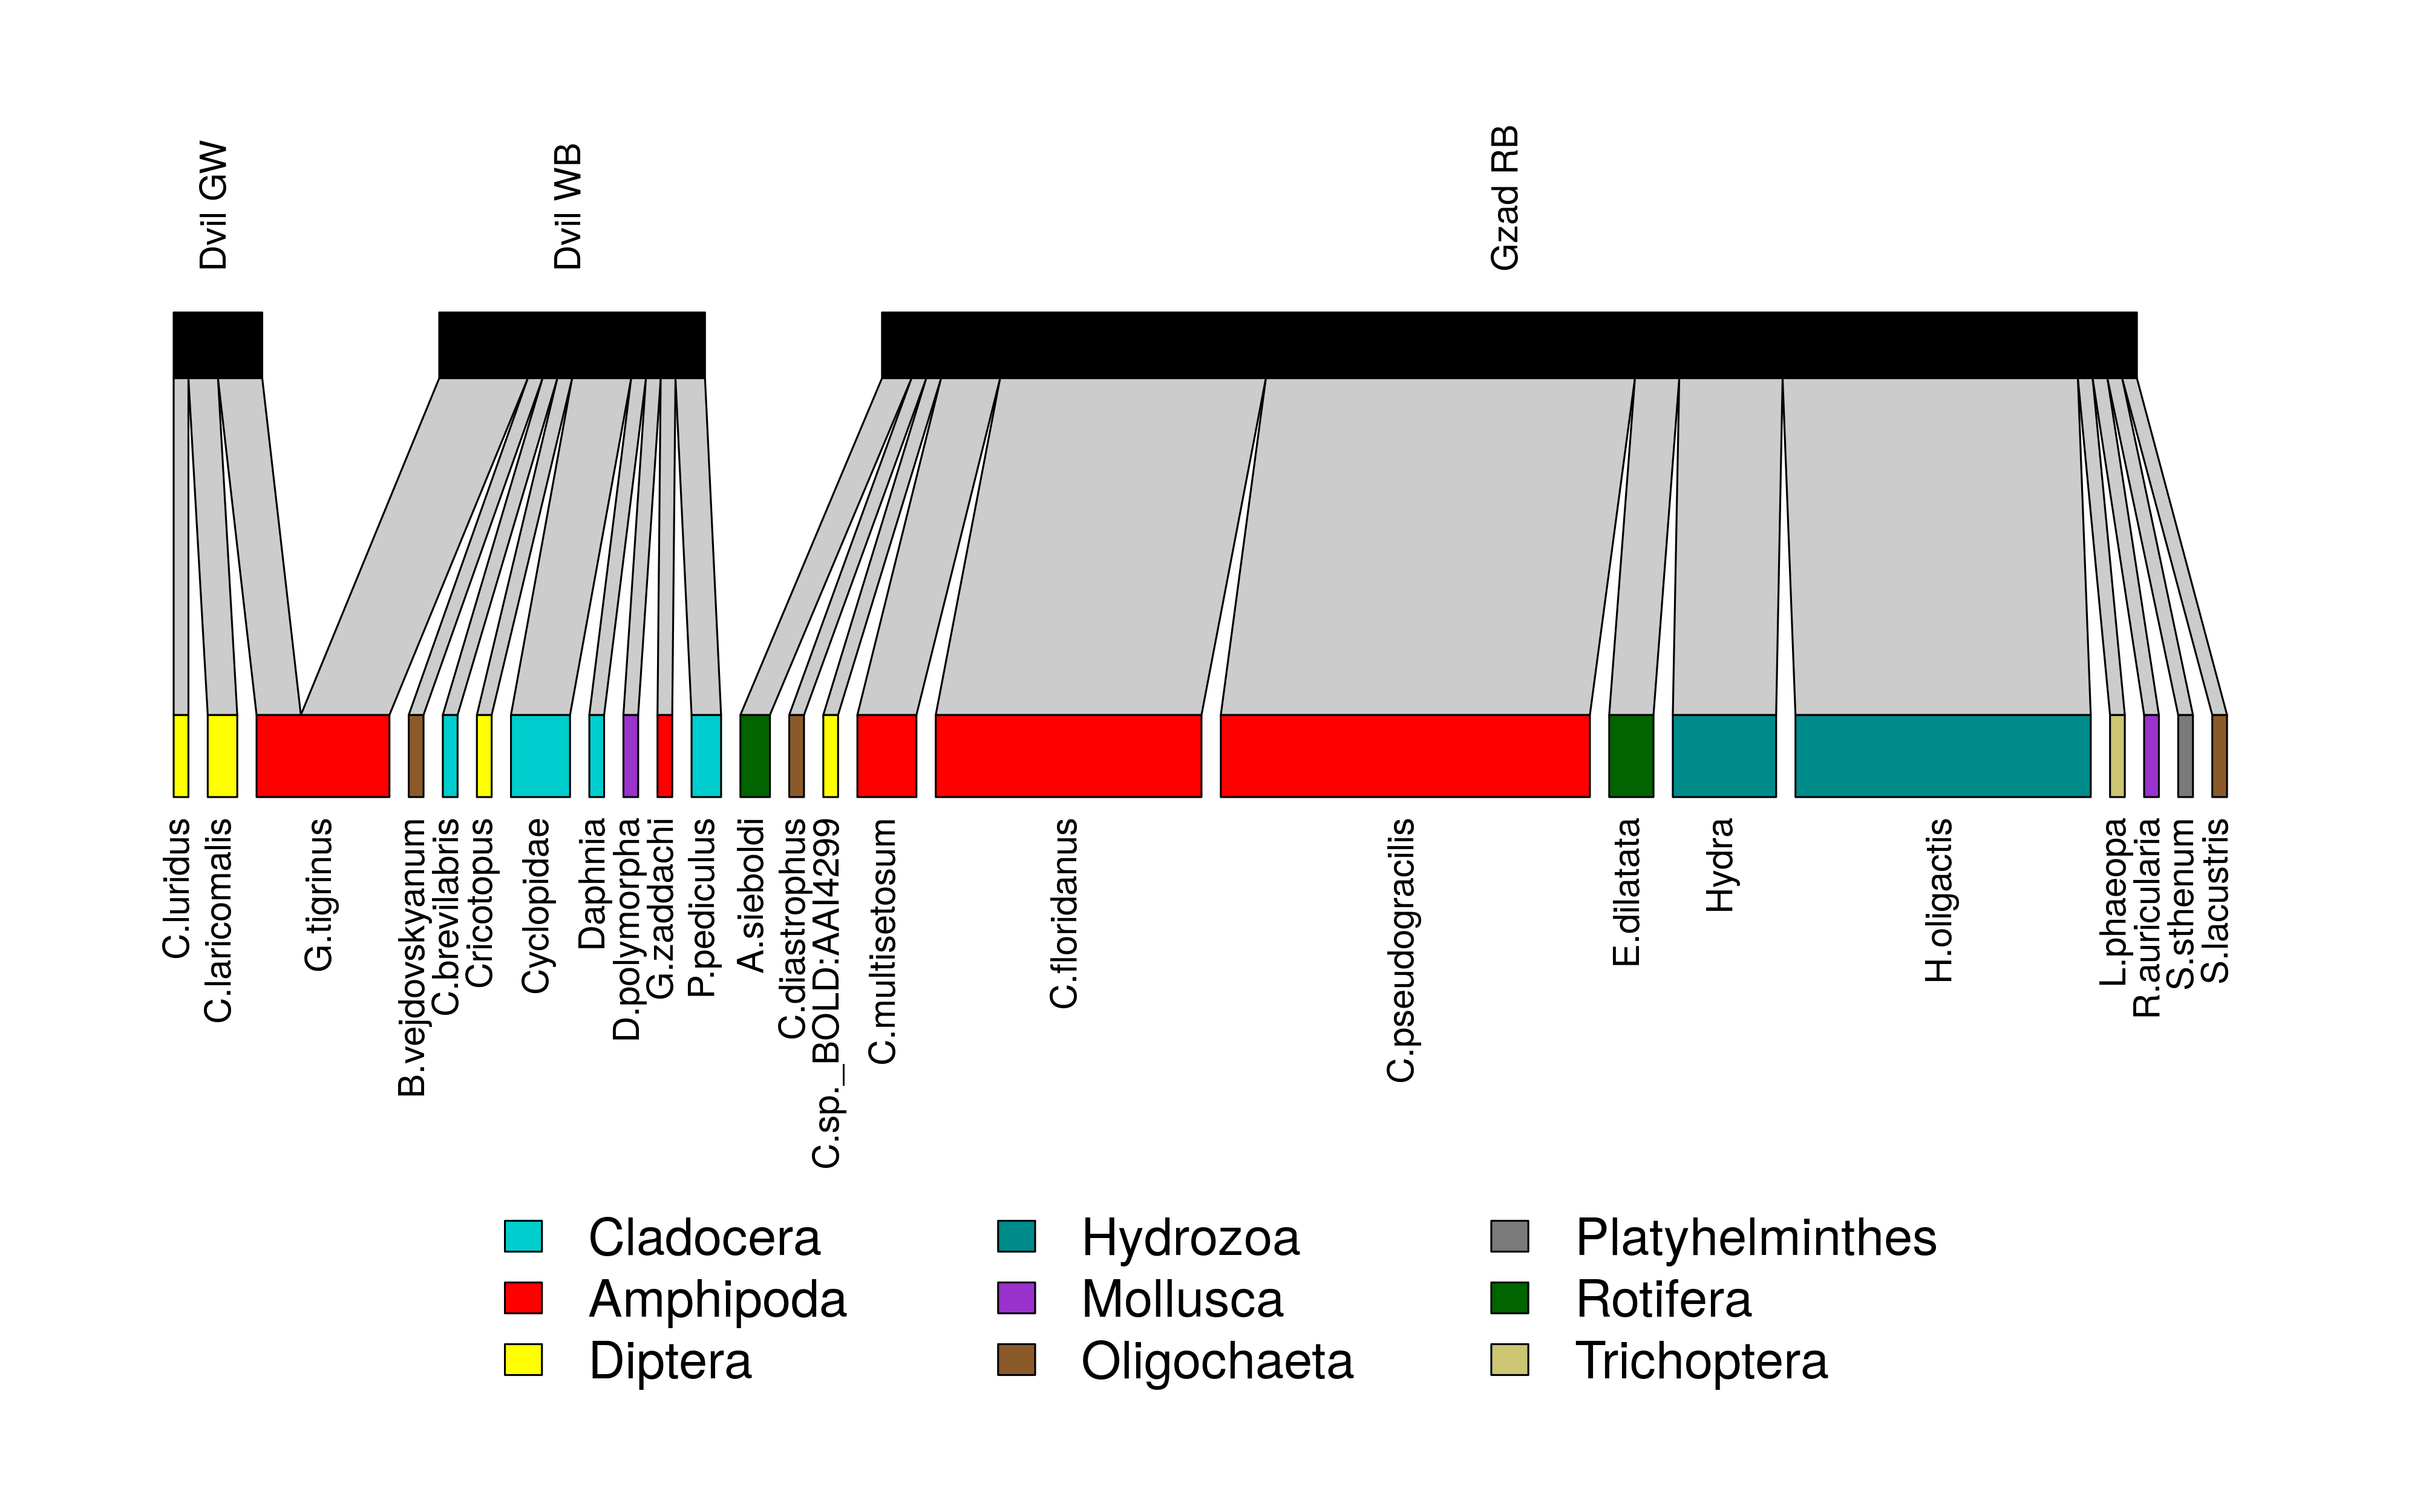 Dvil GW
Dvil WB
Gzad RB
C.luridus
C.laricomalis
G.tigrinus
B.vejdovskyanum
C.brevilabris
Cricotopus
Cyclopidae
Daphnia
D.polymorpha
G.zaddachi
P.pediculus
A.sieboldi
C.diastrophus
C.sp._BOLD:AAI4299
C.multisetosum
C.floridanus
C.pseudogracilis
E.dilatata
Hydra
H.oligactis
L.phaeopa
R.auricularia
S.sthenum
S.lacustris
Cladocera
Amphipoda
Diptera
Hydrozoa
Mollusca
Oligochaeta
Platyhelminthes
Rotifera
Trichoptera